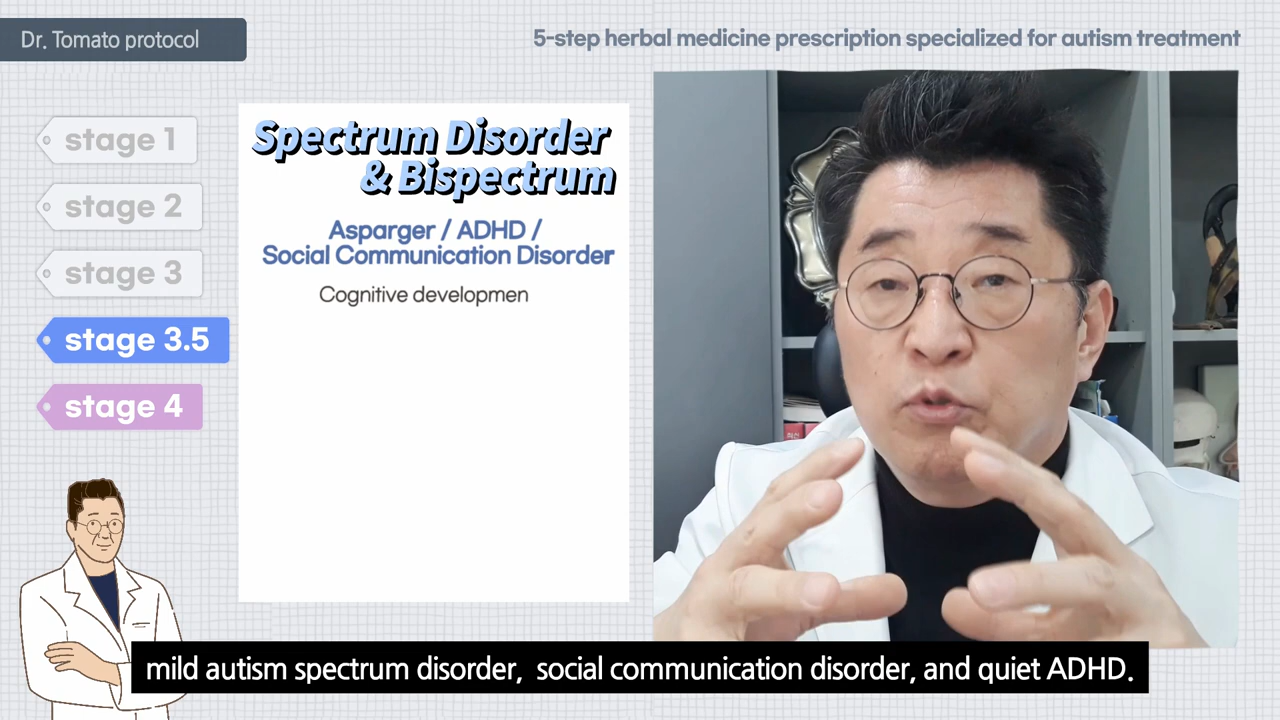 Dr. Tomato protocol
5-step herbal medicine prescription specialized for autism treatment
stage 1
stage 2
stage 3
stage 3.5
stage 4
Spectrum Disorder
& Bispectrum
Asparger / ADHD /
Social Communication Disorder
Cognitive developmen
mild autism spectrum disorder,  social communication disorder, and quiet ADHD.